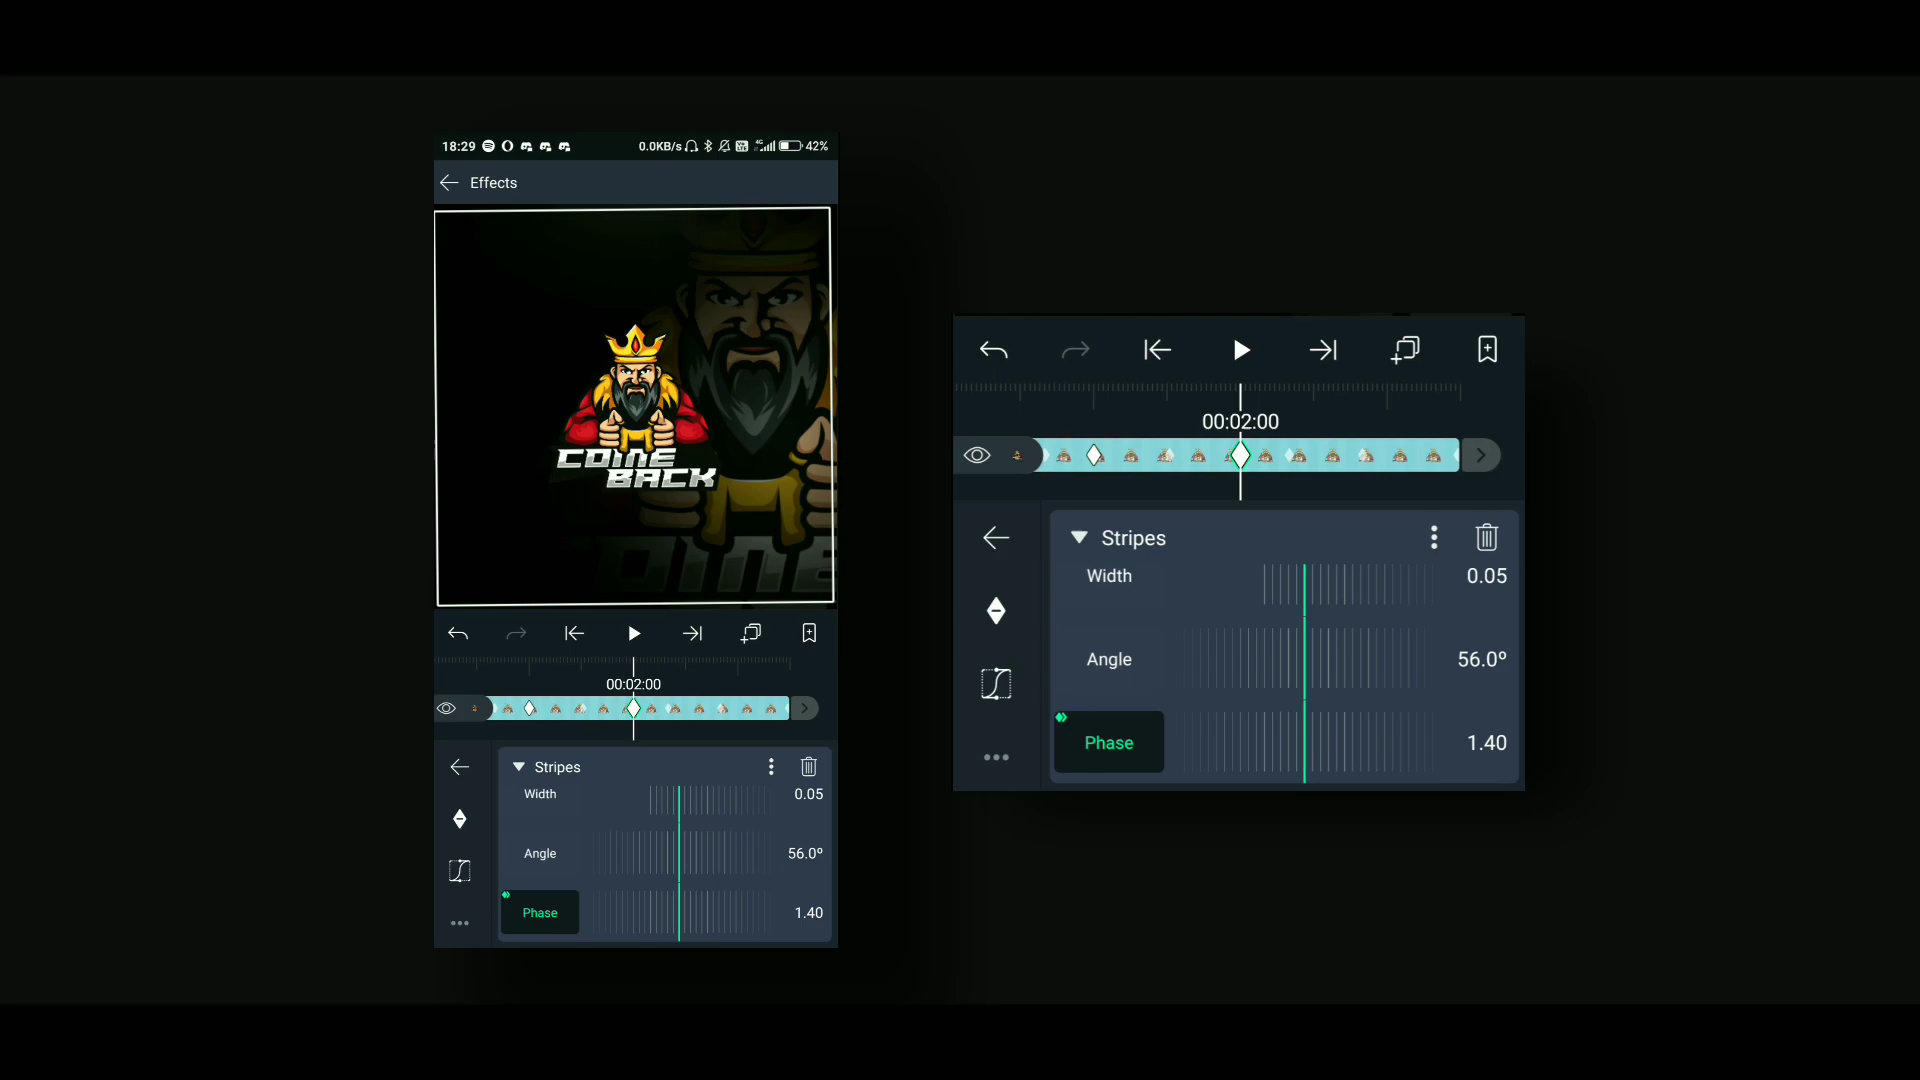 18:29 0.0KB/s 4G 42%
Effects
COME
BACK
00:02:00
Stripes
Width 0.05
Angle 56.0º
Phase 1.40
00:02:00
Stripes
Width 0.05
Angle 56.0º
Phase 1.40